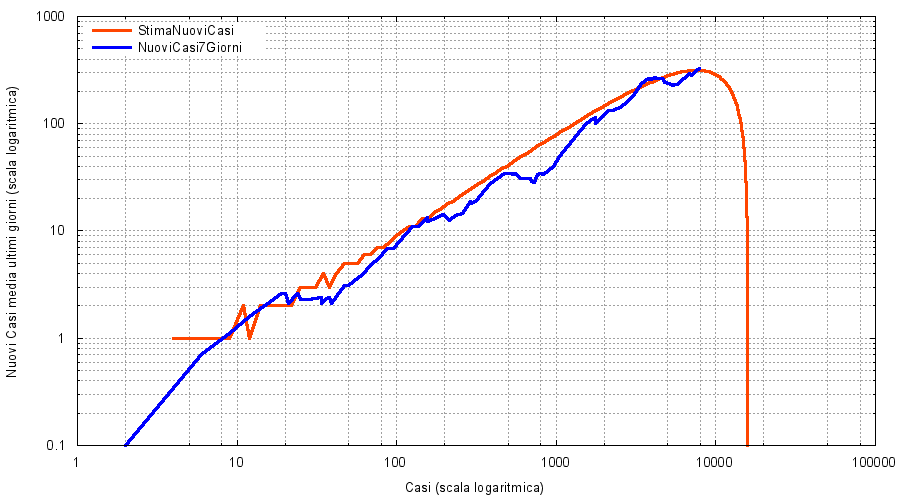 1000
StimaNuoviCasi
NuoviCasi7Giorni
100
10
1
0.1
Nuovi Casi media ultimi giorni (scala logaritmica)
1 10 100 1000 10000 100000
Casi (scala logaritmica)